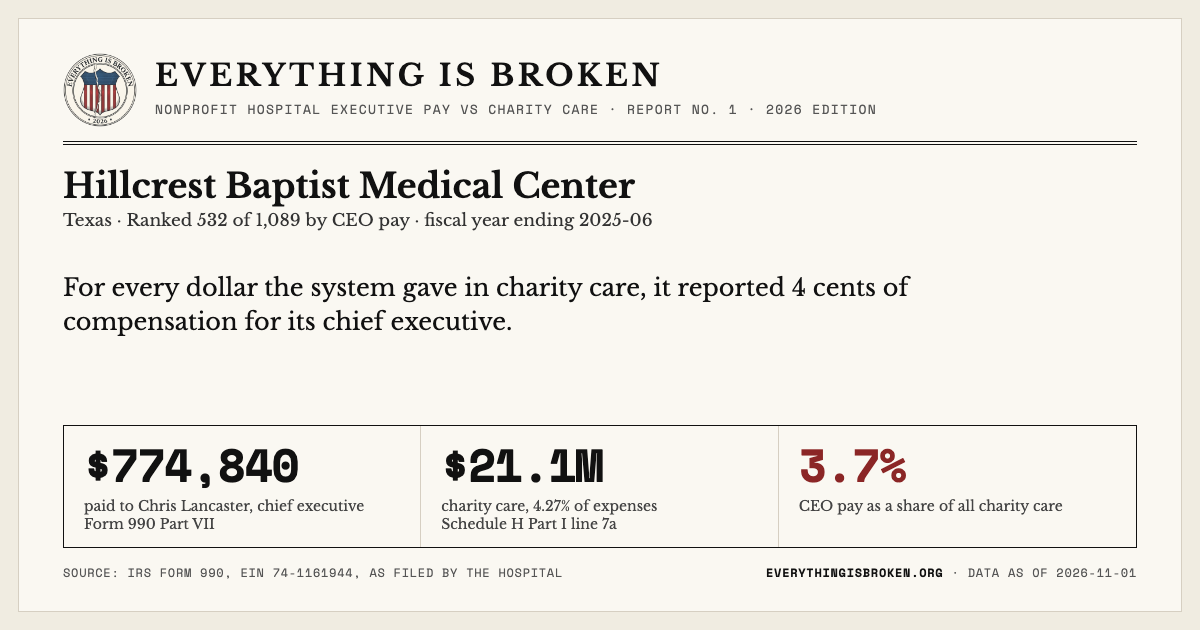 EVERYTHING IS BROKEN
2026
EVERYTHING IS BROKEN
NONPROFIT HOSPITAL EXECUTIVE PAY VS CHARITY CARE · REPORT NO. 1 · 2026 EDITION
Hillcrest Baptist Medical Center
Texas · Ranked 532 of 1,089 by CEO pay · fiscal year ending 2025-06
For every dollar the system gave in charity care, it reported 4 cents of
compensation for its chief executive.
$774,840
paid to Chris Lancaster, chief executive
Form 990 Part VII
$21.1M
charity care, 4.27% of expenses
Schedule H Part I line 7a
3.7%
CEO pay as a share of all charity care
SOURCE: IRS FORM 990, EIN 74-1161944, AS FILED BY THE HOSPITAL
EVERYTHINGISBROKEN.ORG · DATA AS OF 2026-11-01